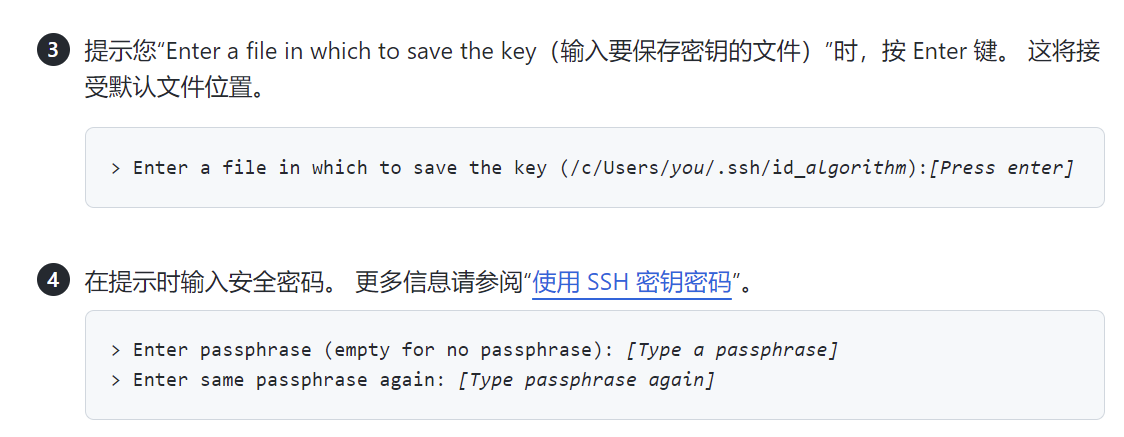 3 提示您“Enter a file in which to save the key（输入要保存密钥的文件）”时，按 Enter 键。 这将接
受默认文件位置。
> Enter a file in which to save the key (/c/Users/you/.ssh/id_algorithm):[Press enter]
4 在提示时输入安全密码。 更多信息请参阅“使用 SSH 密钥密码”。
> Enter passphrase (empty for no passphrase): [Type a passphrase]
> Enter same passphrase again: [Type passphrase again]